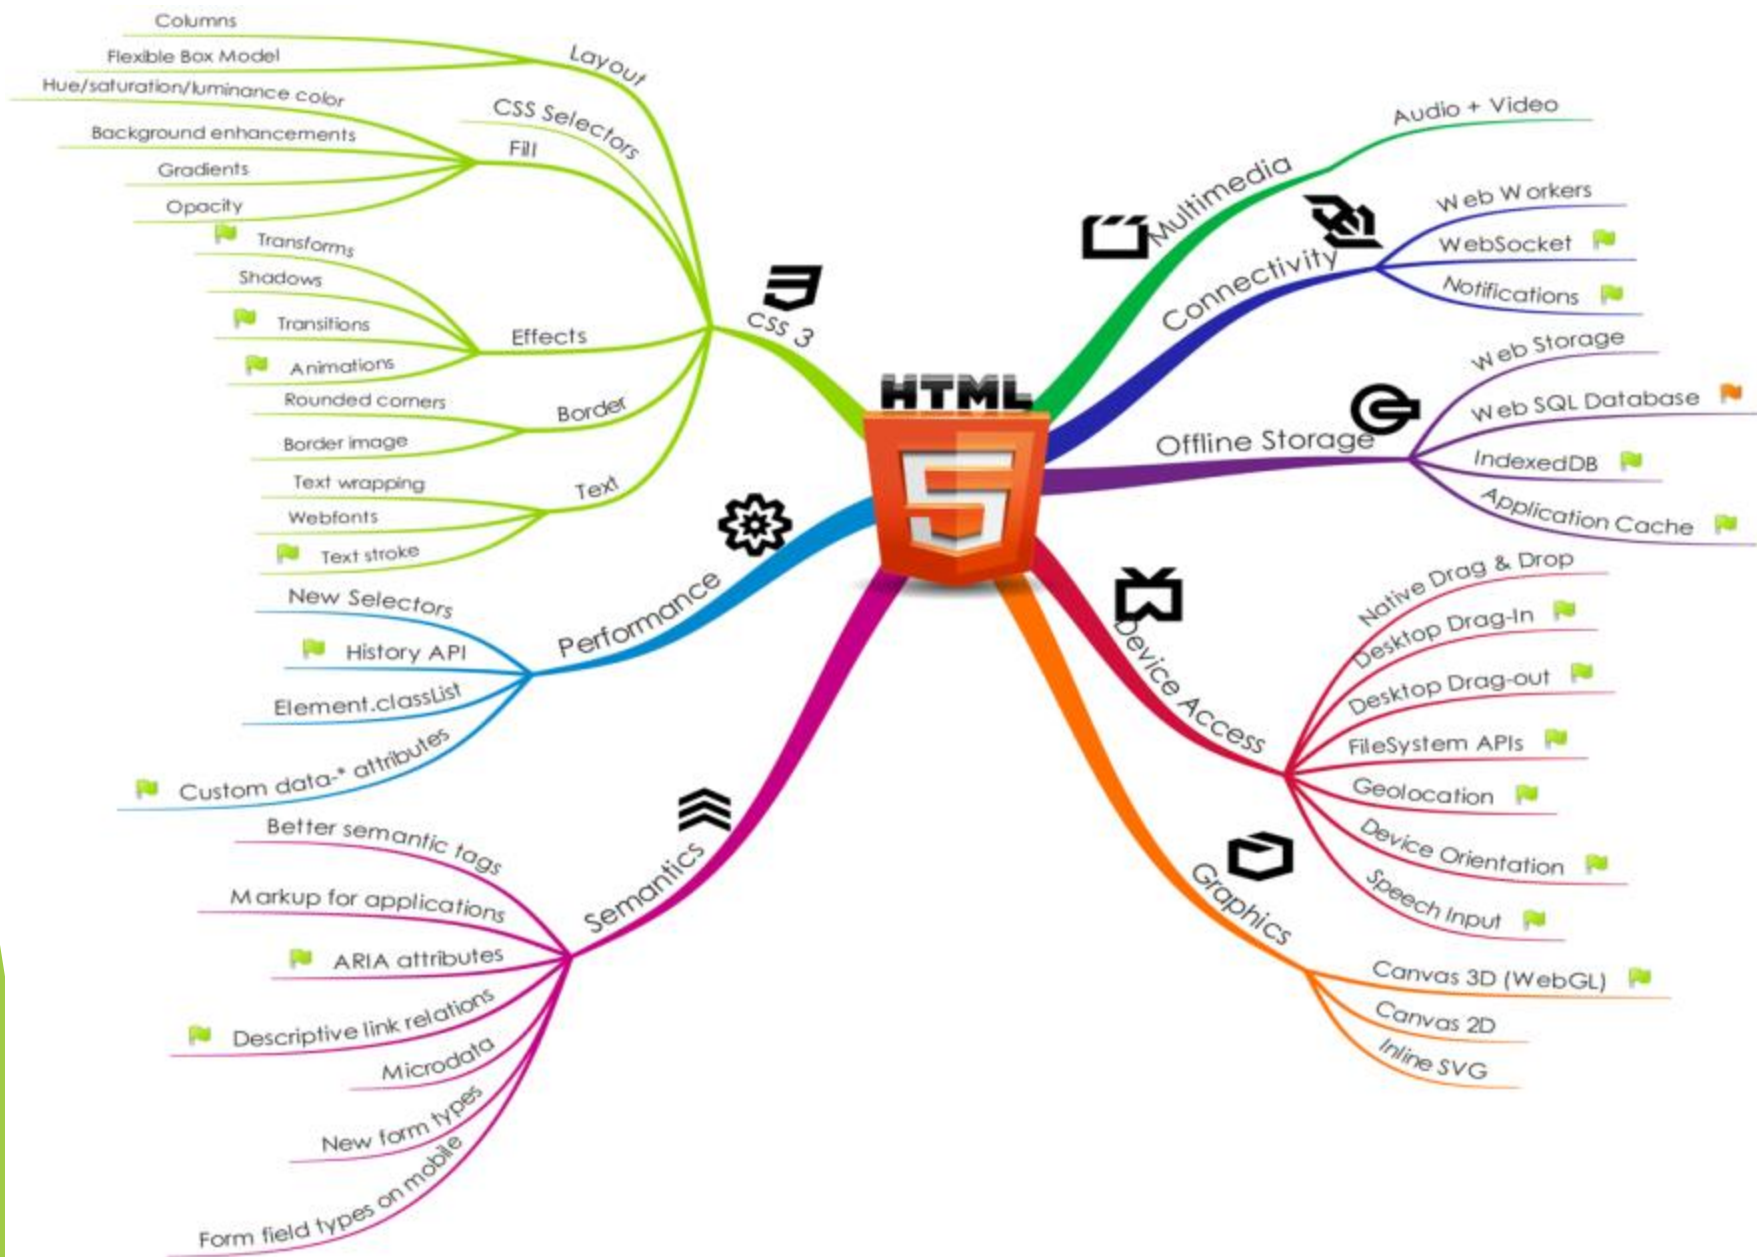 Columns
Flexible Box Model
Layout
CSS Selectors
Hue/saturation/luminance color
Background enhancements
Gradients
Opacity
Fill
Transforms
Shadows
Transitions
Animations
Effects
Rounded corners
Border image
Border
Text wrapping
Webfonts
Text stroke
Text
CSS 3
New Selectors
History API
Element.classList
Custom data-* attributes
Performance
Better semantic tags
Markup for applications
ARIA attributes
Descriptive link relations
Microdata
New form types
Form field types on mobile
Semantics
HTML
5
Multimedia
Audio + Video
Connectivity
Web Workers
WebSocket
Notifications
Offline Storage
Web Storage
Web SQL Database
IndexedDB
Application Cache
Device Access
Native Drag & Drop
Desktop Drag-In
Desktop Drag-out
FileSystem APIs
Geolocation
Device Orientation
Speech Input
Graphics
Canvas 3D (WebGL)
Canvas 2D
Inline SVG